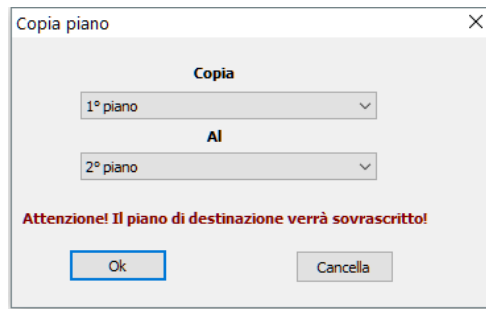 Copia piano
Copia
1° piano
Al
2° piano
Attenzione! Il piano di destinazione verrà sovrascritto!
Ok
Cancella